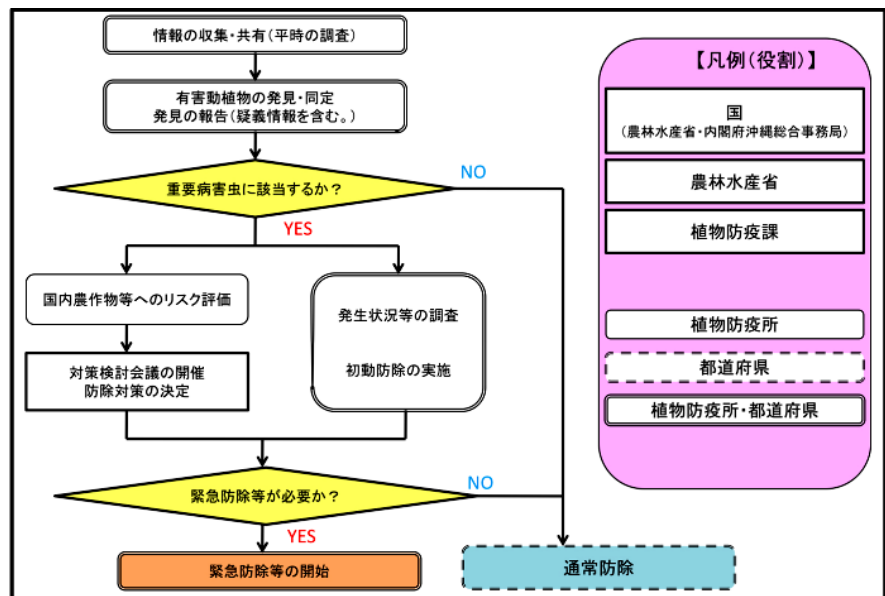 情報の収集・共有(平時の調査)
有害動植物の発見・同定
発見の報告(疑義情報を含む。)
重要病害虫に該当するか?
NO
YES
国内農作物等へのリスク評価
発生状況等の調査
初動防除の実施
対策検討会議の開催
防除対策の決定
緊急防除等が必要か?
NO
YES
緊急防除等の開始
通常防除
【凡例(役割)】
国
(農林水産省・内閣府沖縄総合事務局)
農林水産省
植物防疫課
植物防疫所
都道府県
植物防疫所・都道府県